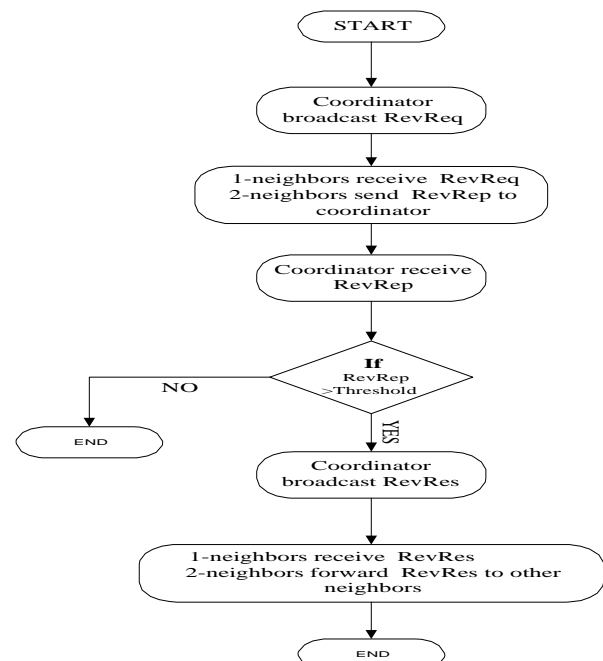 START
Coordinator
broadcast RevReq
1-neighbors receive RevReq
2-neighbors send RevRep to
coordinator
Coordinator receive
RevRep
If
RevRep
>Threshold
NO
YES
END
Coordinator
broadcast RevRes
1-neighbors receive RevRes
2-neighbors forward RevRes to other
neighbors
END